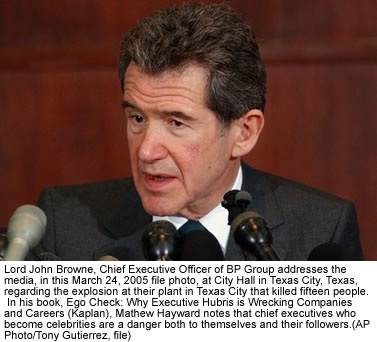 Lord John Browne, Chief Executive Officer of BP Group addresses the
media, in this March 24, 2005 file photo, at City Hall in Texas City, Texas,
regarding the explosion at their plant in Texas City that killed fifteen people.
In his book, Ego Check: Why Executive Hubris is Wrecking Companies
and Careers (Kaplan), Mathew Hayward notes that chief executives who
become celebrities are a danger both to themselves and their followers.(AP
Photo/Tony Gutierrez, file)